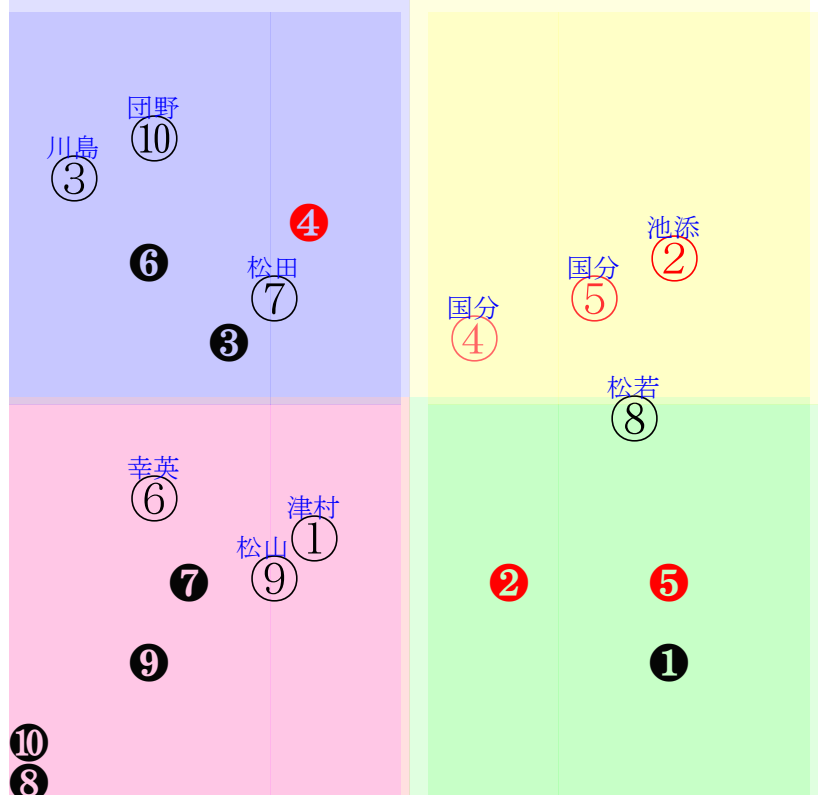 団野
⑩
川島
③
❹
池添
②
❻
松田
⑦
国分
⑤
国分
④
❸
松若
⑧
幸英
⑥
津村
①
松山
⑨
❼
❷
❺
❾
❶
❿
❽